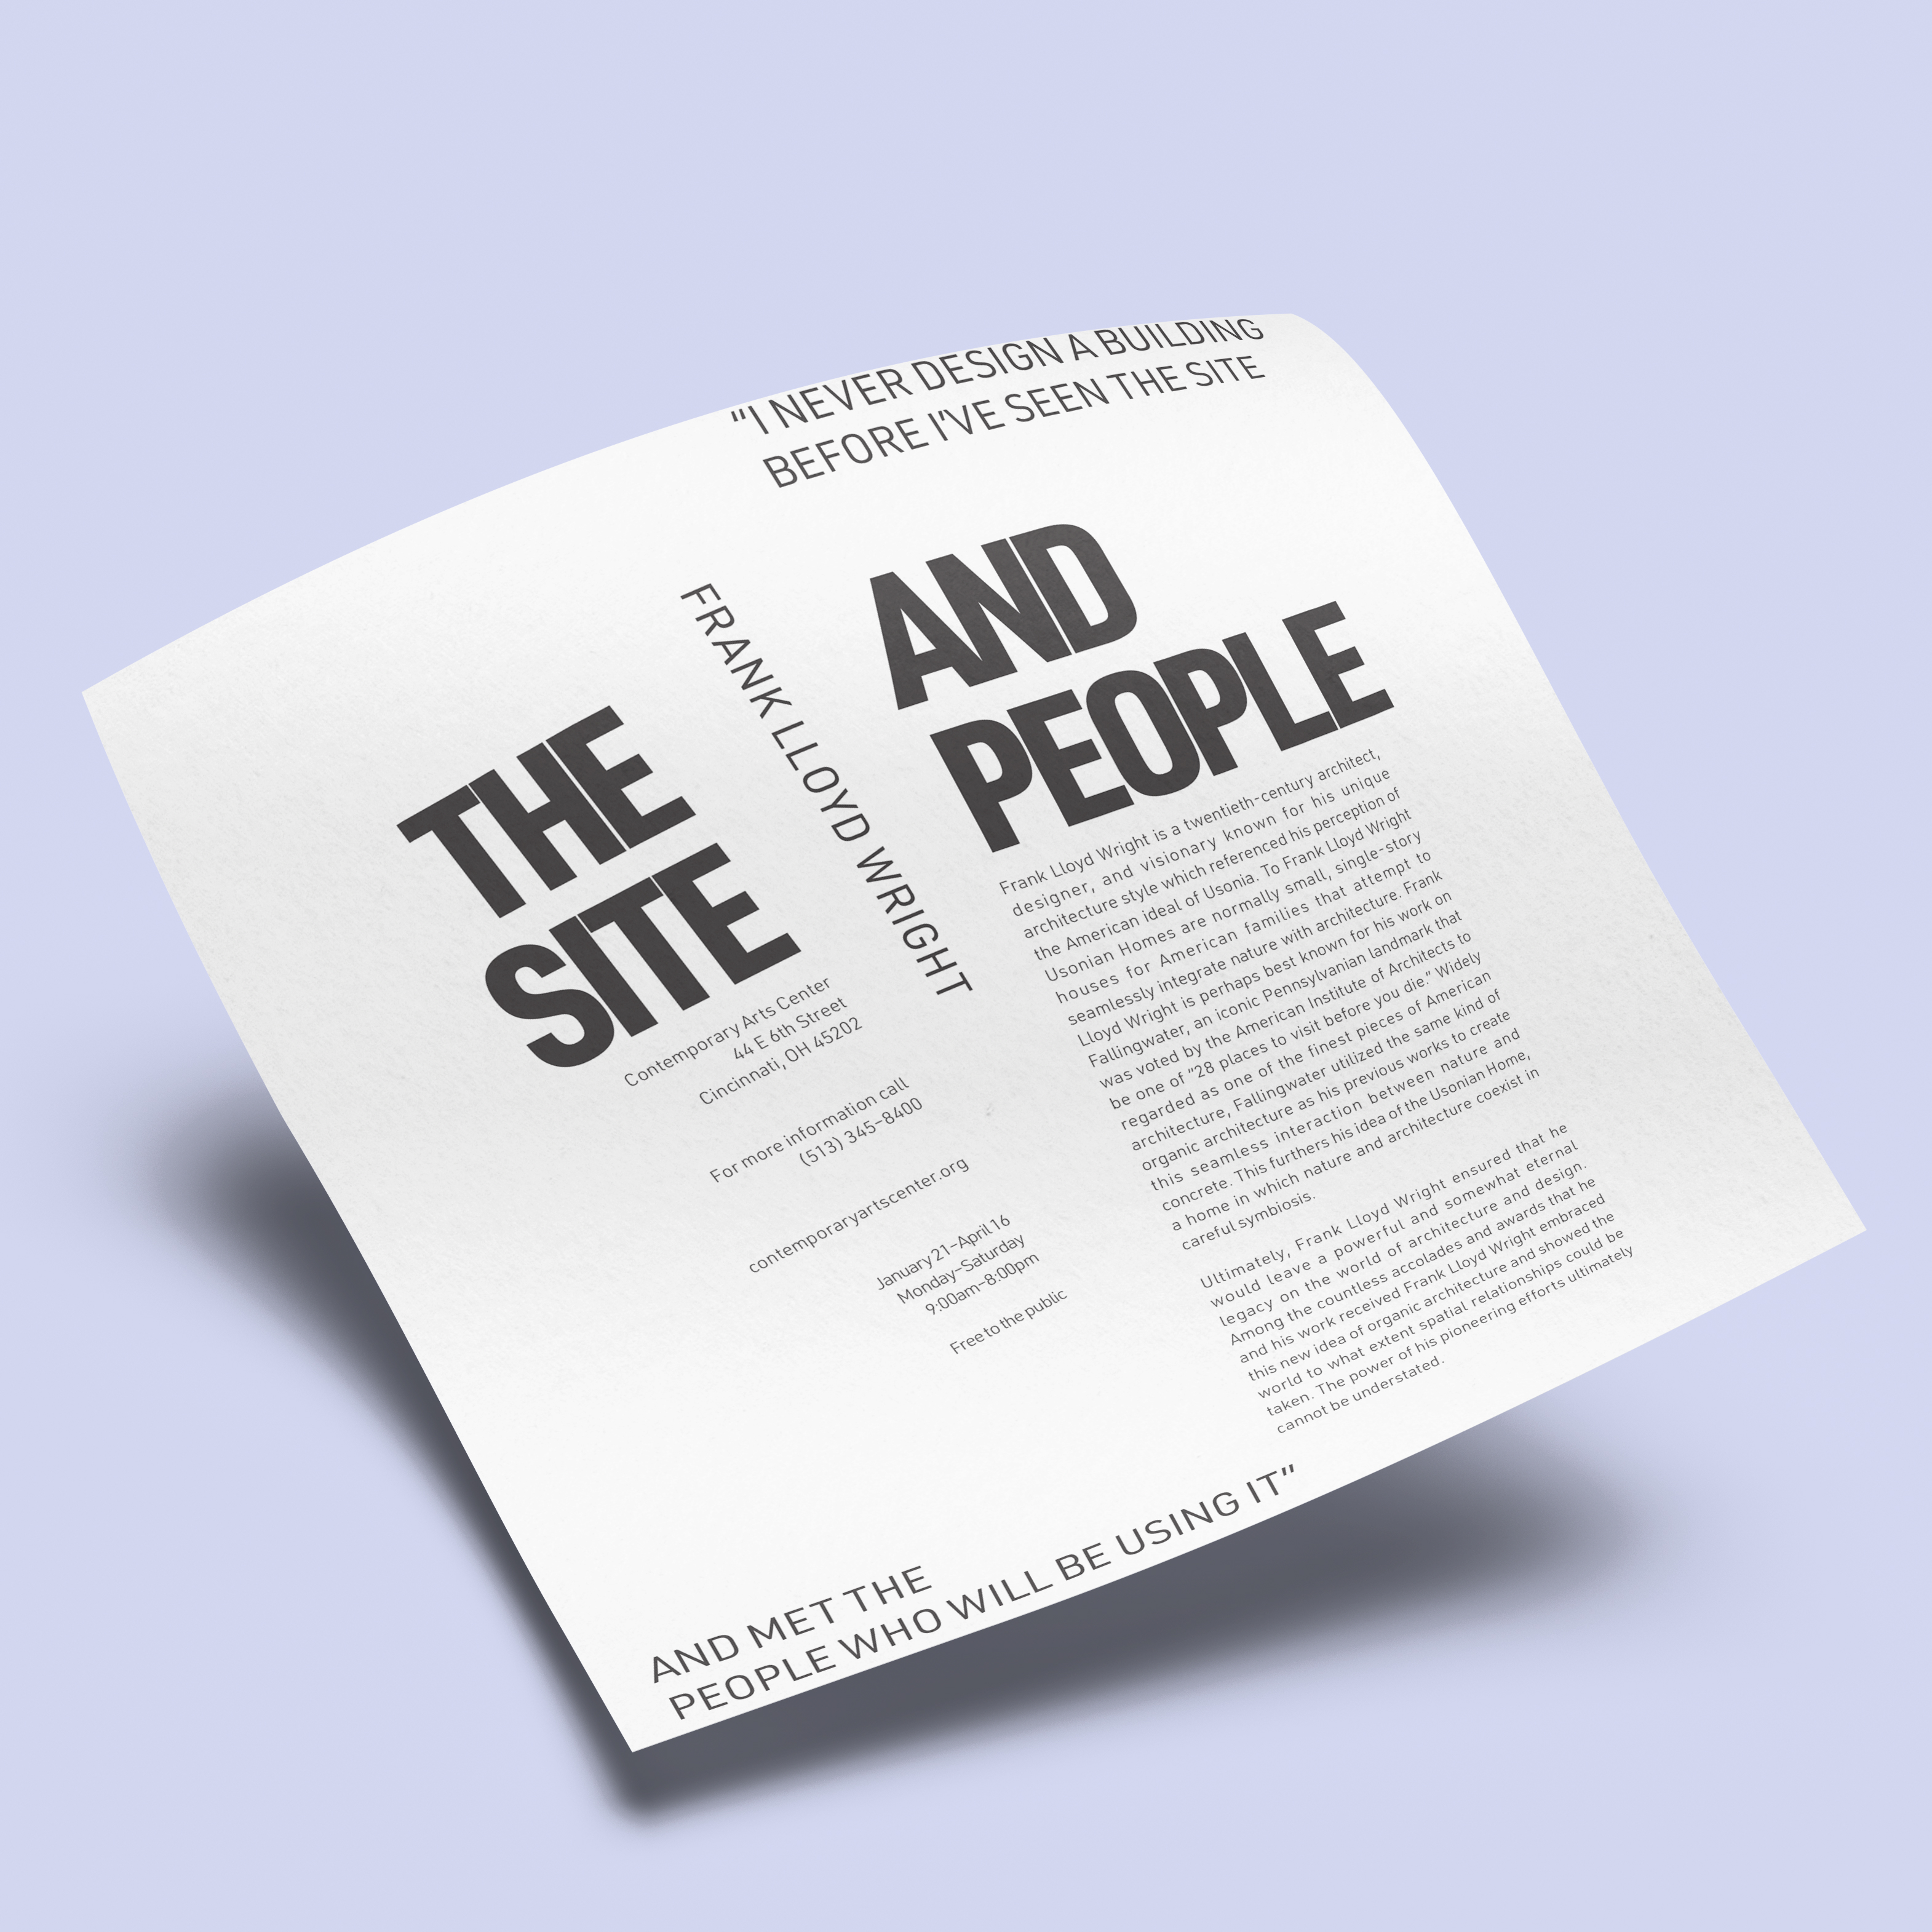 “I NEVER DESIGN A BUILDING
BEFORE I'VE SEEN THE SITE
THE
SITE
FRANK LLOYD WRIGHT
AND
PEOPLE
Contemporary Arts Center
44 E 6th Street
Cincinnati, OH 45202
For more information call
(513) 345-8400
contemporaryartscenter.org
January 21-April 16
Monday-Saturday
9:00am-8:00pm
Free to the public
Frank Lloyd Wright is a twentieth-century architect,
designer, and visionary known for his unique
architecture style which referenced his perception of
the American ideal of Usonia. To Frank Lloyd Wright
Usonian Homes are normally small, single-story
houses for American families that attempt to
seamlessly integrate nature with architecture. Frank
Lloyd Wright is perhaps best known for his work on
Fallingwater, an iconic Pennsylvanian landmark that
was voted by the American Institute of Architects to
be one of “28 places to visit before you die.” Widely
regarded as one of the finest pieces of American
architecture, Fallingwater utilized the same kind of
organic architecture as his previous works to create
this seamless interaction between nature and
concrete. This furthers his idea of the Usonian Home,
a home in which nature and architecture coexist in
careful symbiosis.
Ultimately, Frank Lloyd Wright ensured that he
would leave a powerful and somewhat eternal
legacy on the world of architecture and design.
Among the countless accolades and awards that he
and his work received Frank Lloyd Wright embraced
this new idea of organic architecture and showed the
world to what extent spatial relationships could be
taken. The power of his pioneering efforts ultimately
cannot be understated.
AND MET THE
PEOPLE WHO WILL BE USING IT”